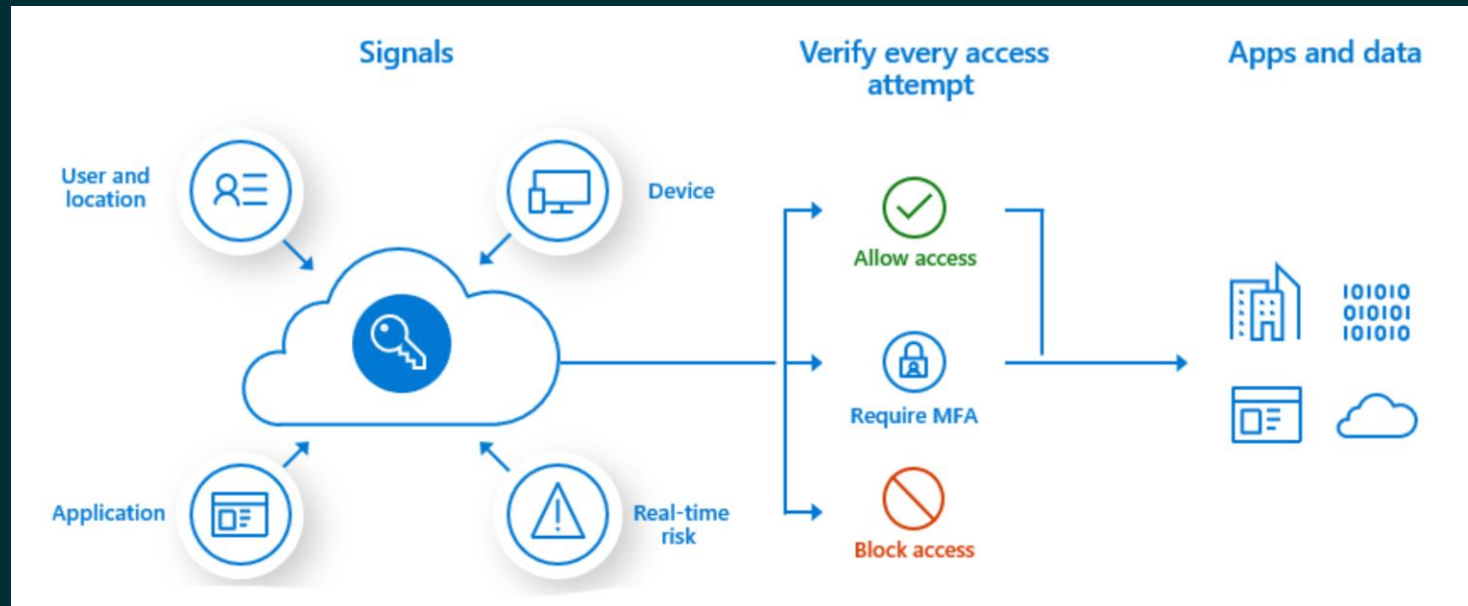 Signals
Verify every access
attempt
Apps and data
User and
location
Device
Allow access
101010
010101
101010
Require MFA
Application
Real-time
risk
Block access